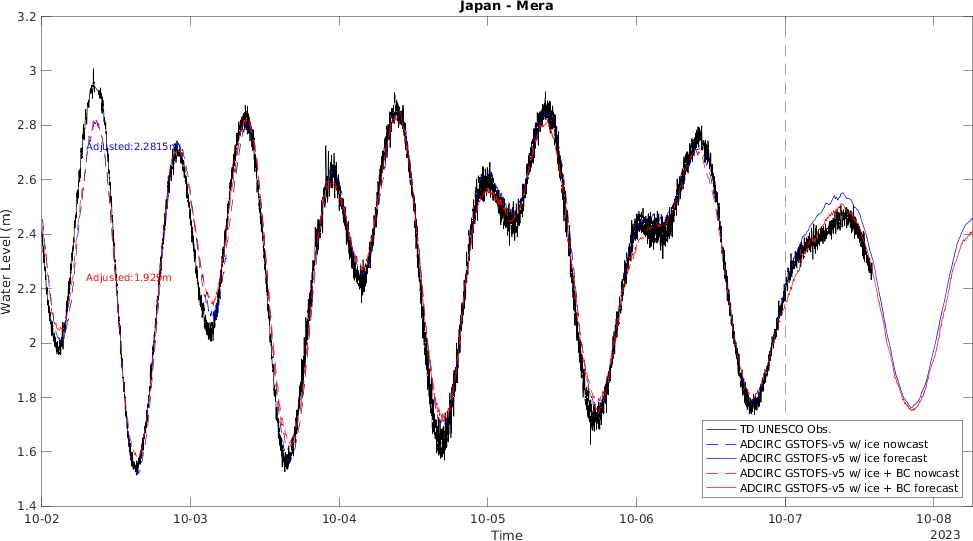 Japan - Mera
3.2
3
2.8
2.6
2.4
2.2
2
1.8
1.6
1.4
Water Level (m)
Adjusted:2.2815m
Adjusted:1.929m
TD UNESCO Obs.
ADCIRC GSTOFS-v5 w/ ice nowcast
ADCIRC GSTOFS-v5 w/ ice forecast
ADCIRC GSTOFS-v5 w/ ice + BC nowcast
ADCIRC GSTOFS-v5 w/ ice + BC forecast
10-02 10-03 10-04 10-05 10-06 10-07 10-08
Time
2023